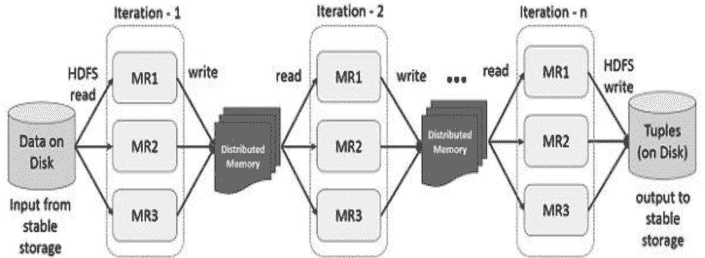 Iteration - 1
Iteration - 2
Iteration - n
HDFS
read
MR1
MR2
MR3
write
Data on
Disk
Input from
stable
storage
Distributed
Memory
read
MR1
MR2
MR3
write
...
Distributed
Memory
read
MR1
MR2
MR3
HDFS
write
Tuples
(on Disk)
output to
stable
storage